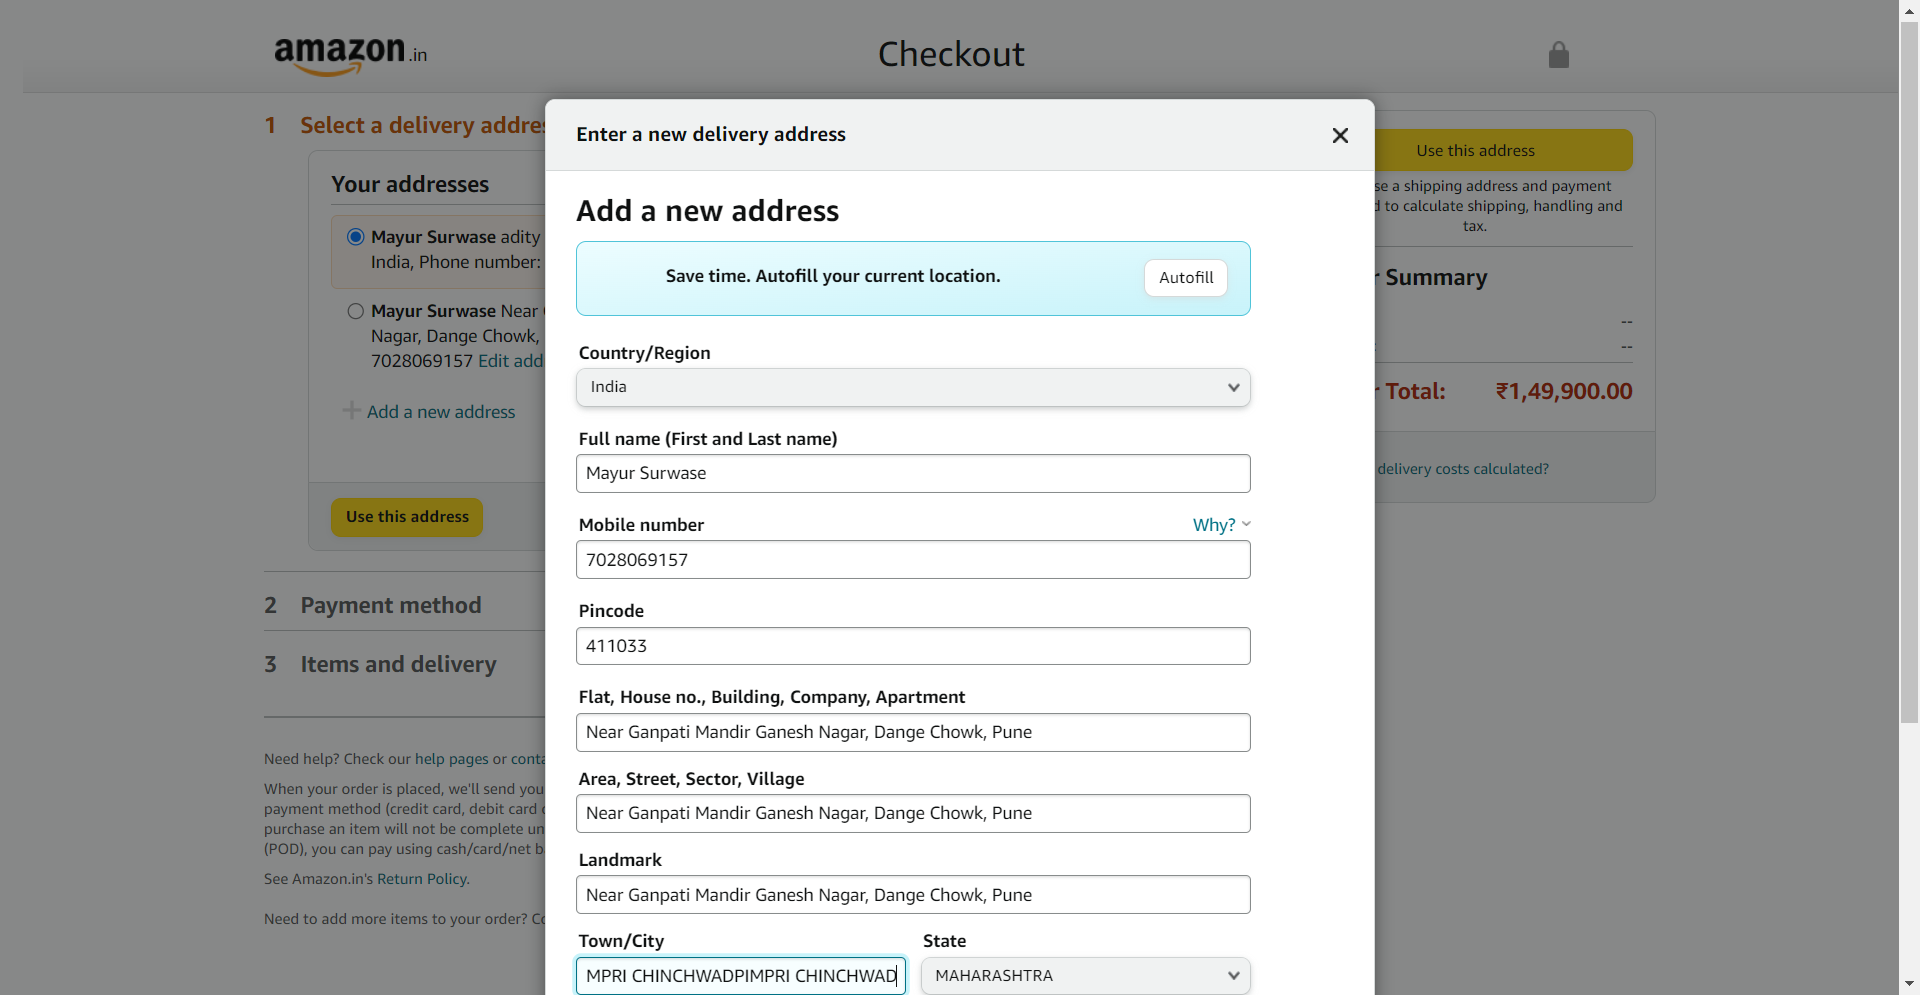 amazon.in
Checkout
1 Select a delivery addre
Your addresses
Mayur Surwase adity
India, Phone number:
Mayur Surwase Near
Nagar, Dange Chowk,
7028069157 Edit add
Add a new address
Use this address
2 Payment method
3 Items and delivery
Need help? Check our help pages or conta
When your order is placed, we'll send you
payment method (credit card, debit card
purchase an item will not be complete un
(POD), you can pay using cash/card/net b
See Amazon.in's Return Policy.
Need to add more items to your order? Co
Enter a new delivery address
Add a new address
Save time. Autofill your current location.
Autofill
Country/Region
India
Full name (First and Last name)
Mayur Surwase
Mobile number
Why?
7028069157
Pincode
411033
Flat, House no., Building, Company, Apartment
Near Ganpati Mandir Ganesh Nagar, Dange Chowk, Pune
Area, Street, Sector, Village
Near Ganpati Mandir Ganesh Nagar, Dange Chowk, Pune
Landmark
Near Ganpati Mandir Ganesh Nagar, Dange Chowk, Pune
Town/City
State
MPRI CHINCHWADPIMPRI CHINCHWAD
MAHARASHTRA
Use this address
se a shipping address and payment
d to calculate shipping, handling and
tax.
r Summary
--
--
r Total: ₹1,49,900.00
delivery costs calculated?